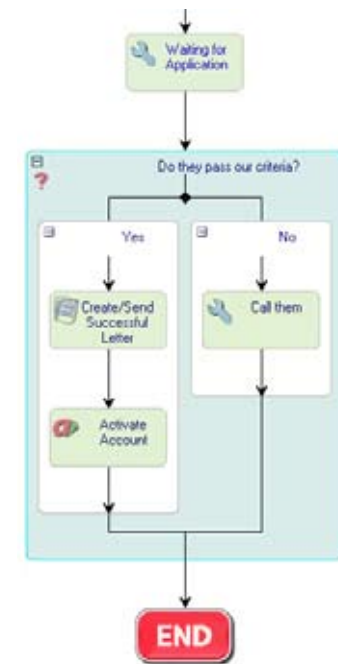 Waiting for
Application
Do they pass our criteria?
Yes
No
Create/Send
Successful
Letter
Call them
Activate
Account
END